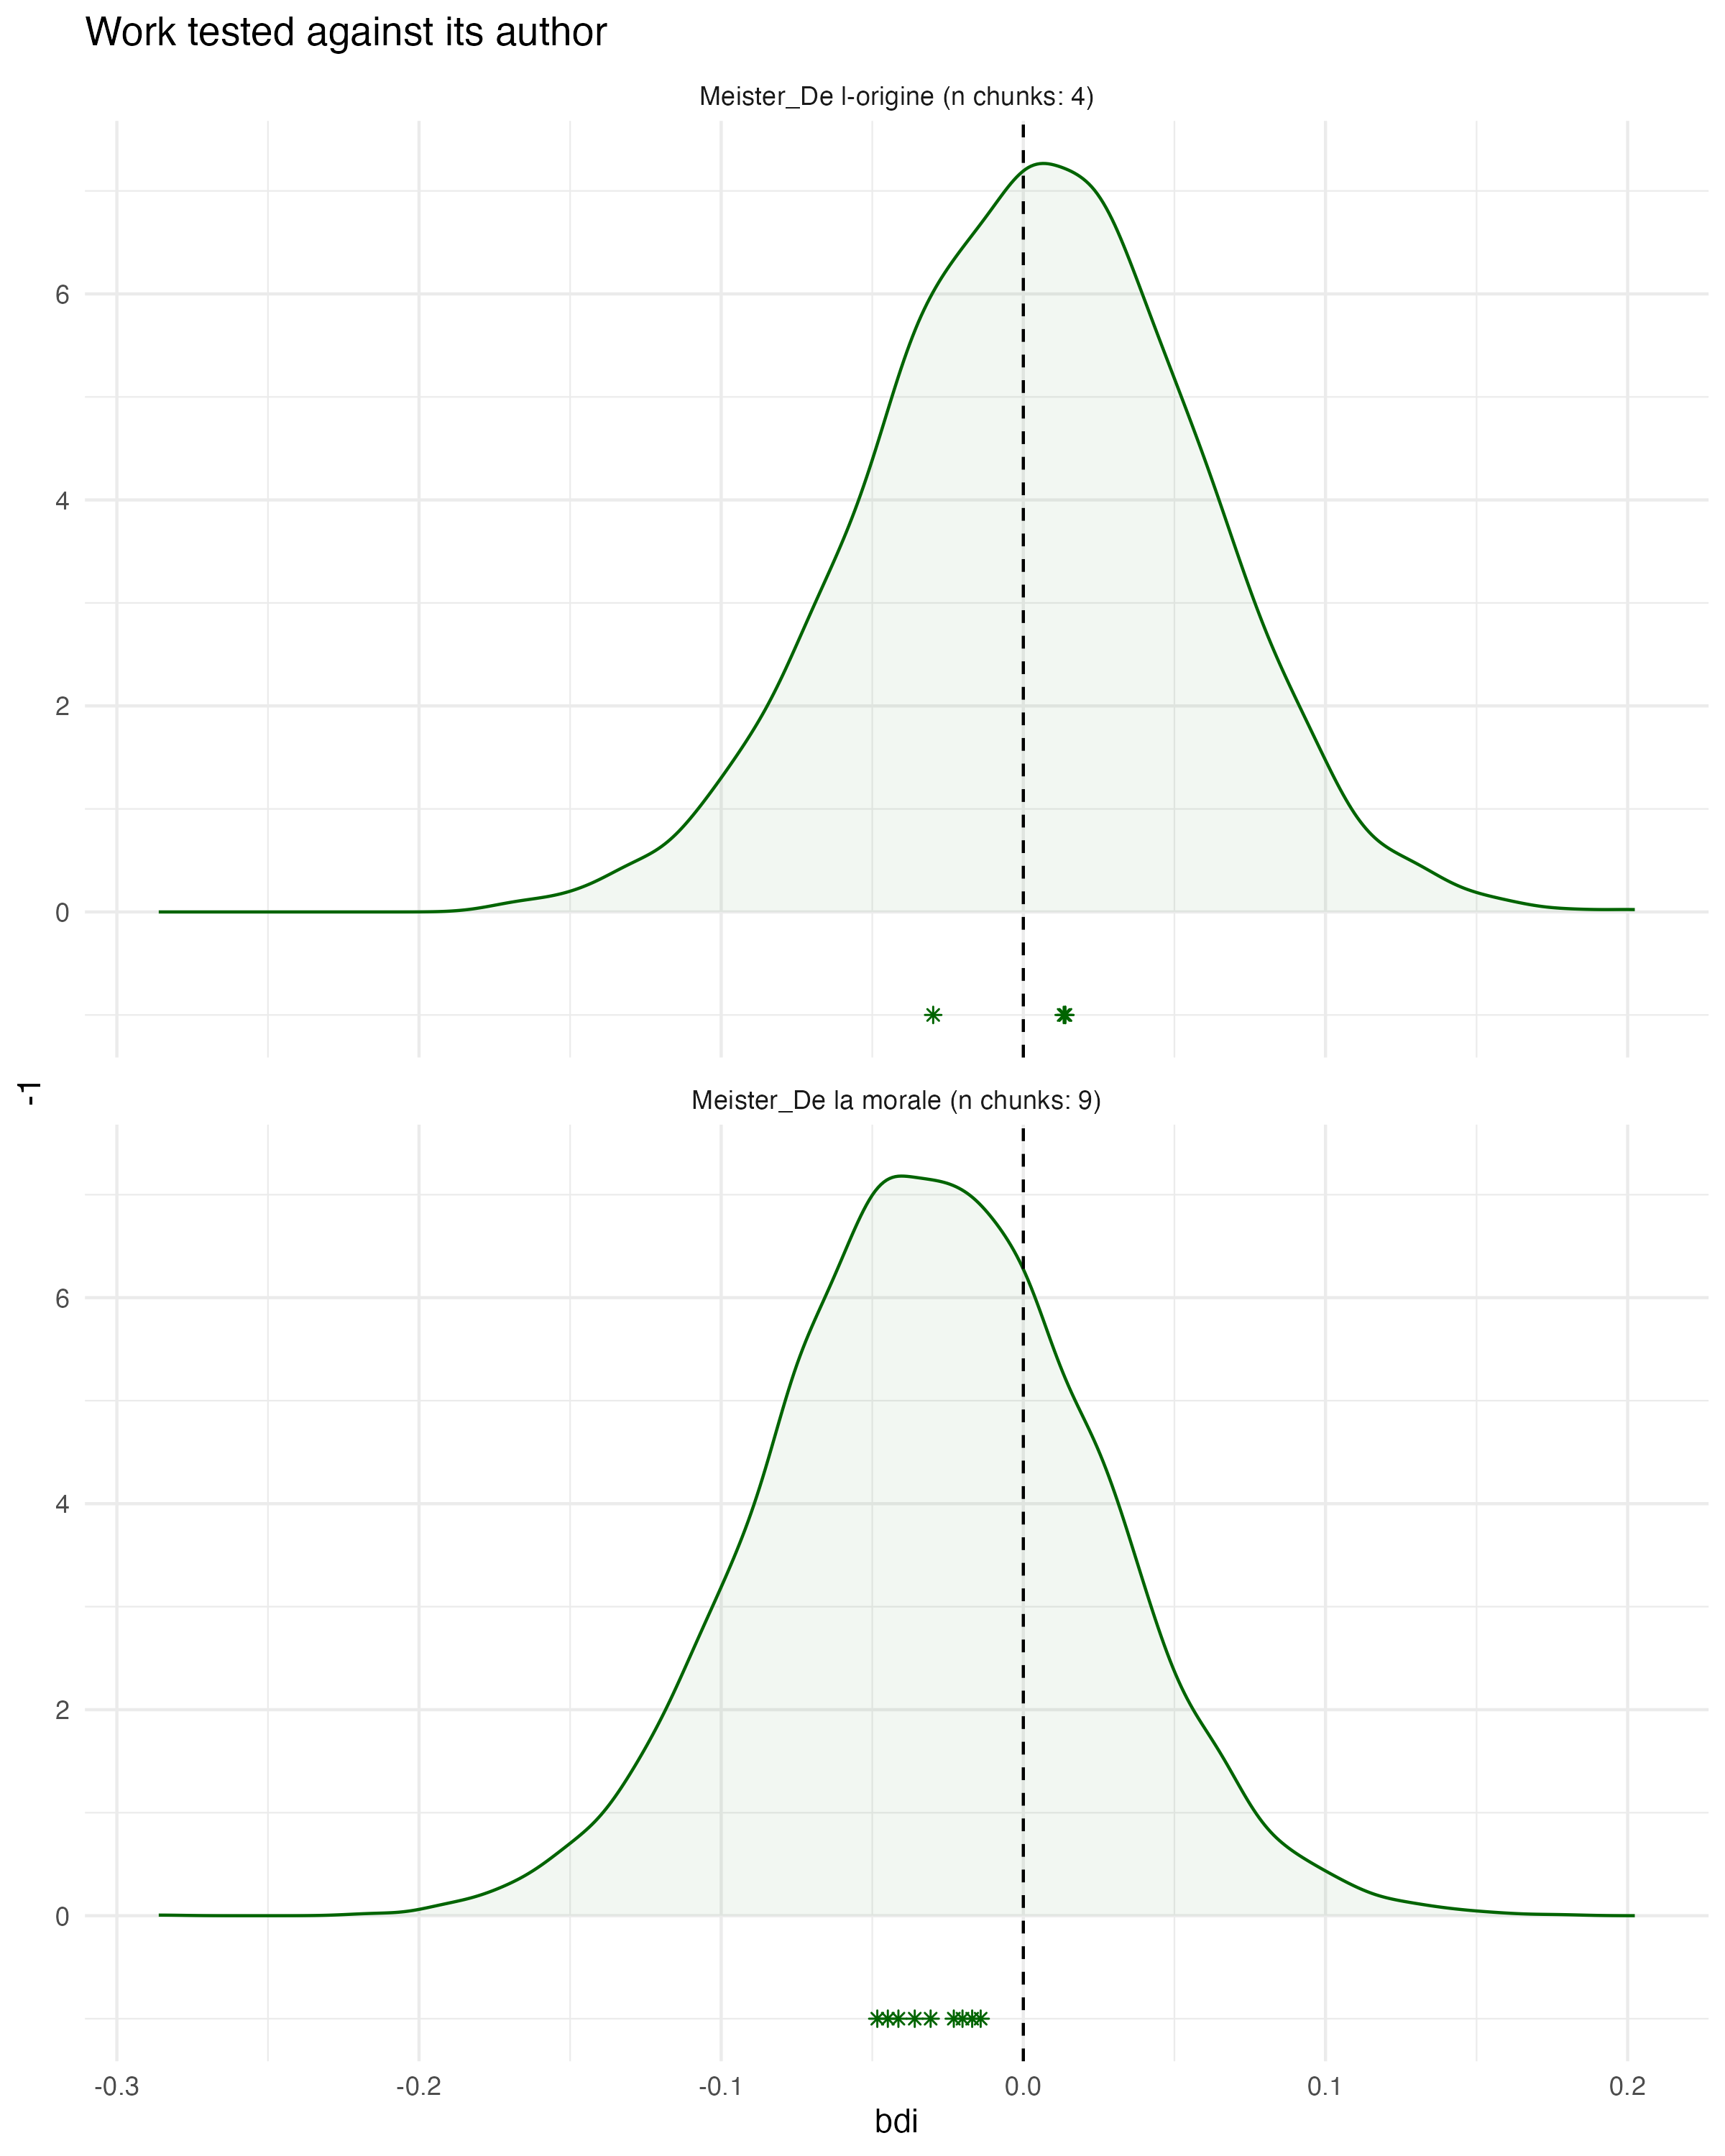 Work tested against its author
Meister_De l-origine (n chunks: 4)
6
4
2
0
-1
Meister_De la morale (n chunks: 9)
6
4
2
0
-0.3 -0.2 -0.1 0.0 0.1 0.2
bdi